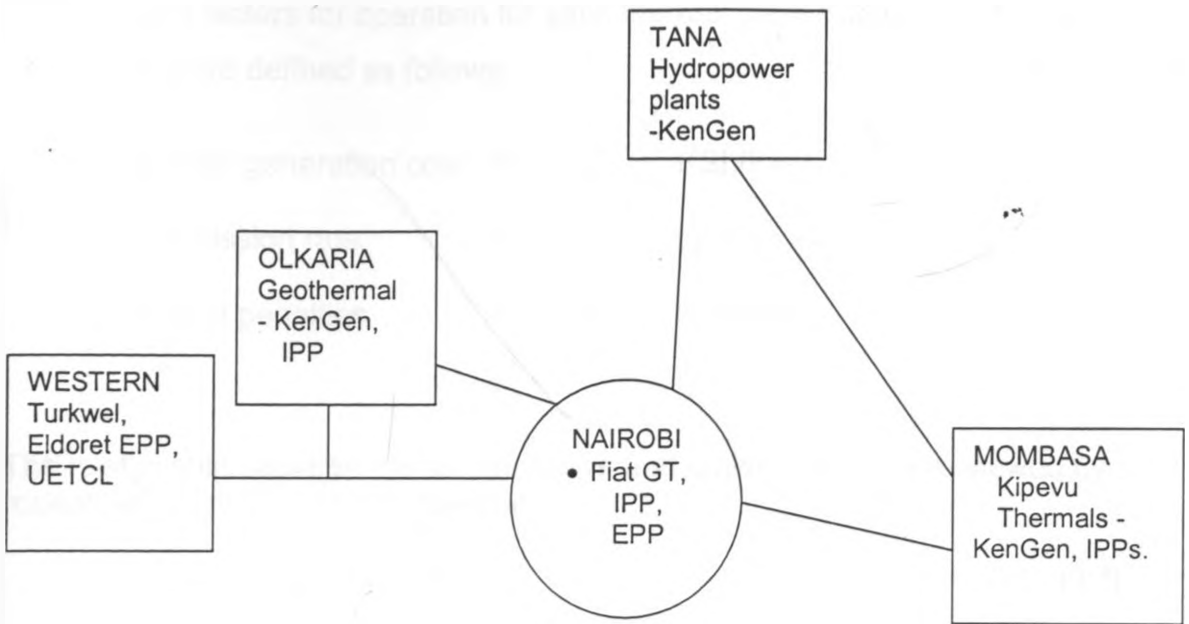 TANA
Hydropower
plants
-KenGen
OLKARIA
Geothermal
- KenGen,
IPP
WESTERN
Turkwel,
Eldoret EPP,
UETCL
NAIROBI
• Fiat GT,
IPP,
EPP
MOMBASA
Kipevu
Thermals -
KenGen, IPPs.